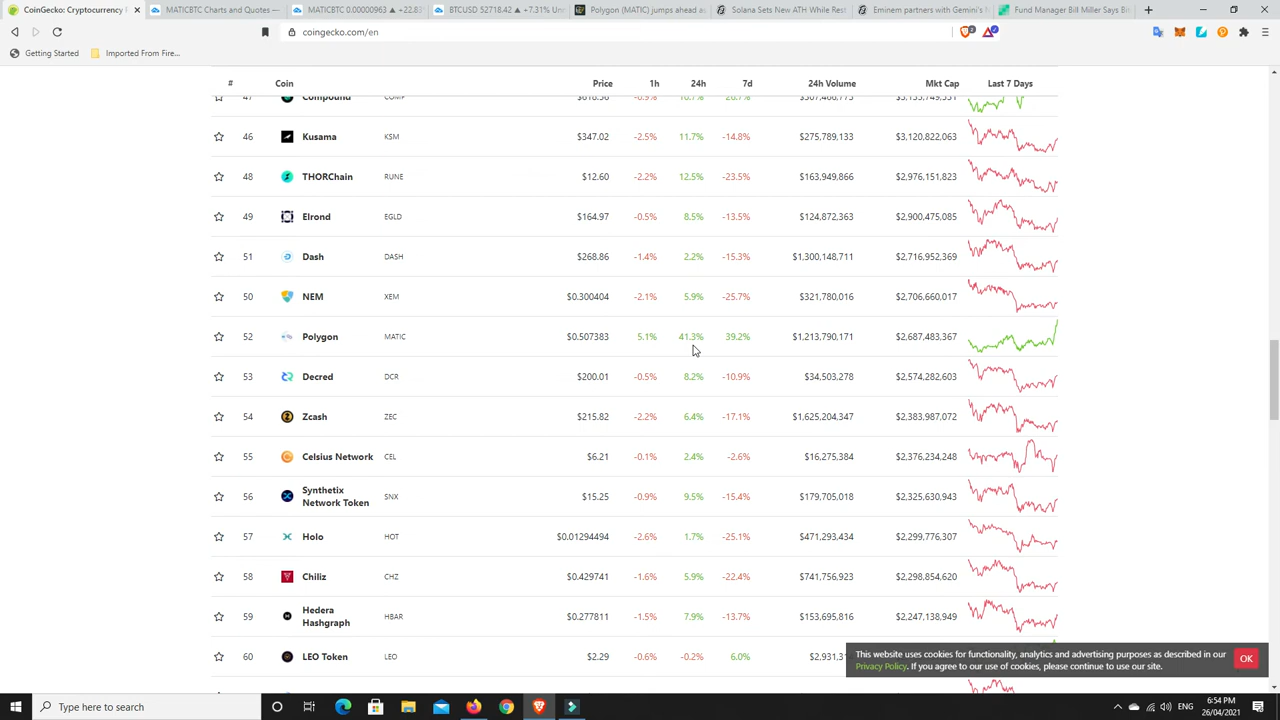 CoinGecko: Cryptocurrency P
MATICBTC Charts and Quotes —
MATICBTC 0.00000963 ▲ +22.8
BTCUSD 52718.42 ▲ +7.31% Un
Polygon (MATIC) jumps ahead as
Solana Sets New ATH While Rest
Eminem partners with Gemini's N
Fund Manager Bill Miller Says Bi
coingecko.com/en
Getting Started
Imported From Fire...
# Coin Price 1h 24h 7d 24h Volume Mkt Cap Last 7 Days
47 Compound COMP
46 Kusama KSM $347.02 -2.5% 11.7% -14.8% $275,789,133 $3,120,822,063
48 THORChain RUNE $12.60 -2.2% 12.5% -23.5% $163,949,866 $2,976,151,823
49 Elrond EGLD $164.97 -0.5% 8.5% -13.5% $124,872,363 $2,900,475,085
51 Dash DASH $268.86 -1.4% 2.2% -15.3% $1,300,148,711 $2,716,952,369
50 NEM XEM $0.300404 -2.1% 5.9% -25.7% $321,780,016 $2,706,660,017
52 Polygon MATIC $0.507383 5.1% 41.3% 39.2% $1,213,790,171 $2,687,483,367
53 Decred DCR $200.01 -0.5% 8.2% -10.9% $34,503,278 $2,574,282,603
54 Zcash ZEC $215.82 -2.2% 6.4% -17.1% $1,625,204,347 $2,383,987,072
55 Celsius Network CEL $6.21 -0.1% 2.4% -2.6% $16,275,384 $2,376,234,248
56 Synthetix Network Token SNX $15.25 -0.9% 9.5% -15.4% $179,705,018 $2,325,630,943
57 Holo HOT $0.01294494 -2.6% 1.7% -25.1% $471,293,434 $2,299,776,307
58 Chiliz CHZ $0.429741 -1.6% 5.9% -22.4% $741,756,923 $2,298,854,620
59 Hedera Hashgraph HBAR $0.277811 -1.5% 7.9% -13.7% $153,695,816 $2,247,138,949
60 LEO Token LEO $2.29 -0.6% -0.2% 6.0% $2,931,31
This website uses cookies for functionality, analytics and advertising purposes as described in our
Privacy Policy. If you agree to our use of cookies, please continue to use our site.
OK
Type here to search
ENG
6:54 PM
26/04/2021